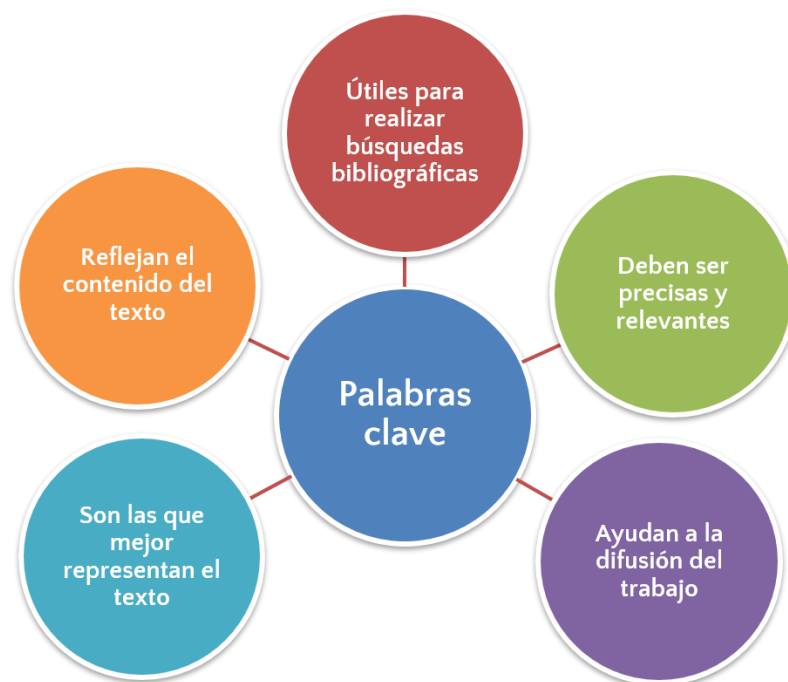 Útiles para
realizar
búsquedas
bibliográficas
Reflejan el
contenido del
texto
Deben ser
precisas y
relevantes
Palabras
clave
Son las que
mejor
representan el
texto
Ayudan a la
difusión del
trabajo